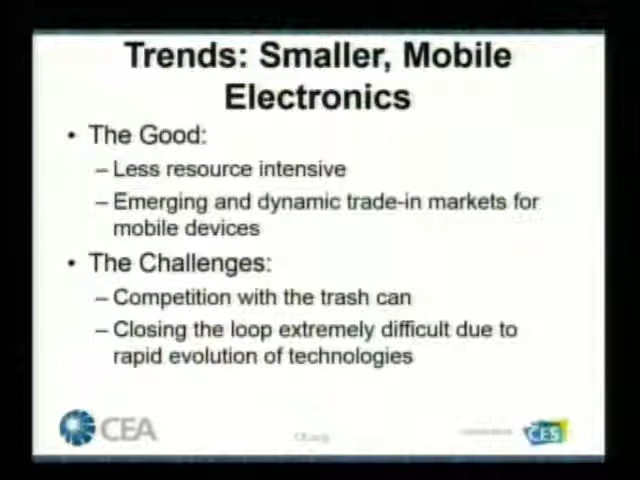 Trends: Smaller, Mobile
Electronics
• The Good:
– Less resource intensive
– Emerging and dynamic trade-in markets for
mobile devices
• The Challenges:
– Competition with the trash can
– Closing the loop extremely difficult due to
rapid evolution of technologies
CEA
CES